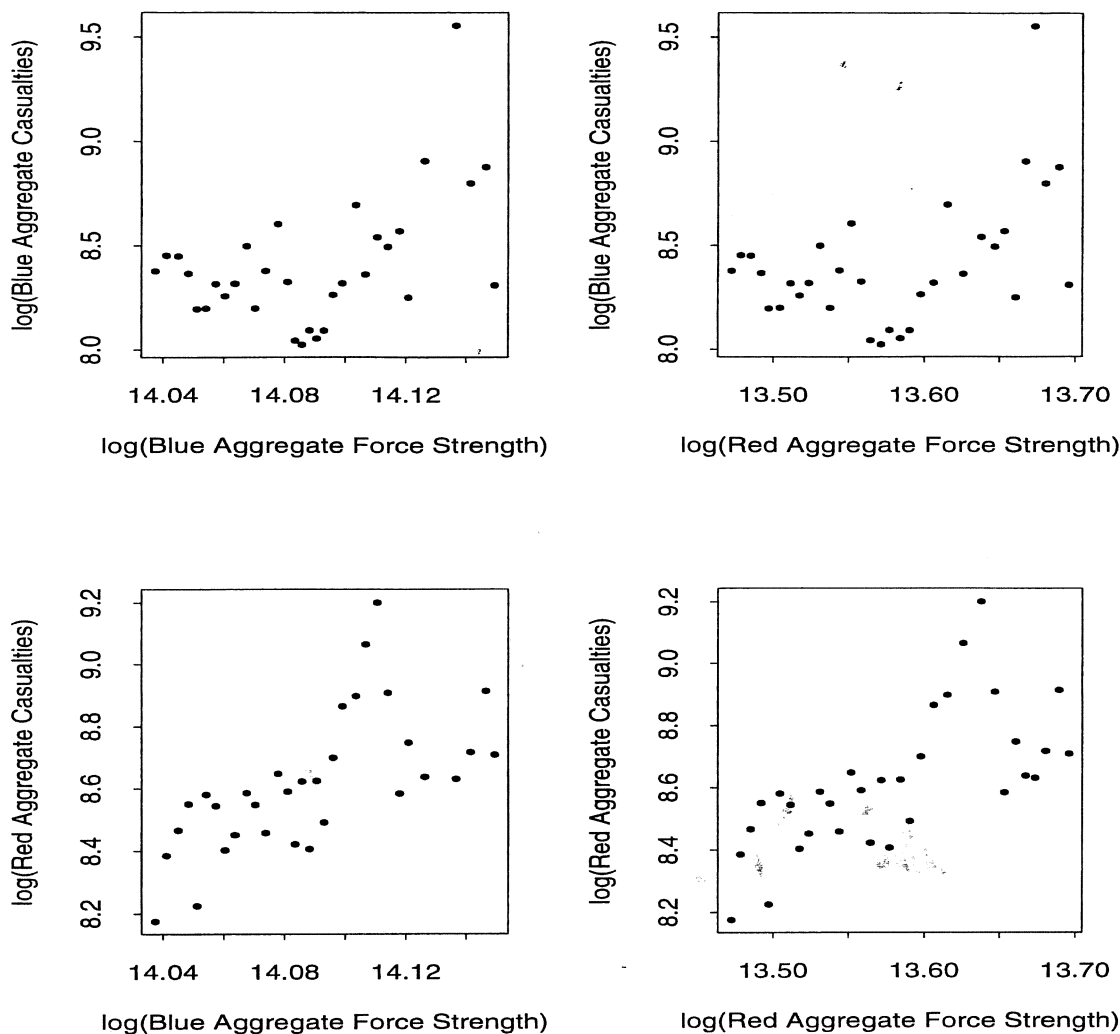 log(Blue Aggregate Casualties)
9.5
9.0
8.5
8.0
14.04 14.08 14.12
log(Blue Aggregate Force Strength)
log(Blue Aggregate Casualties)
9.5
9.0
8.5
8.0
13.50 13.60 13.70
log(Red Aggregate Force Strength)
log(Red Aggregate Casualties)
9.2
9.0
8.8
8.6
8.4
8.2
14.04 14.08 14.12
log(Blue Aggregate Force Strength)
log(Red Aggregate Casualties)
9.2
9.0
8.8
8.6
8.4
8.2
13.50 13.60 13.70
log(Red Aggregate Force Strength)